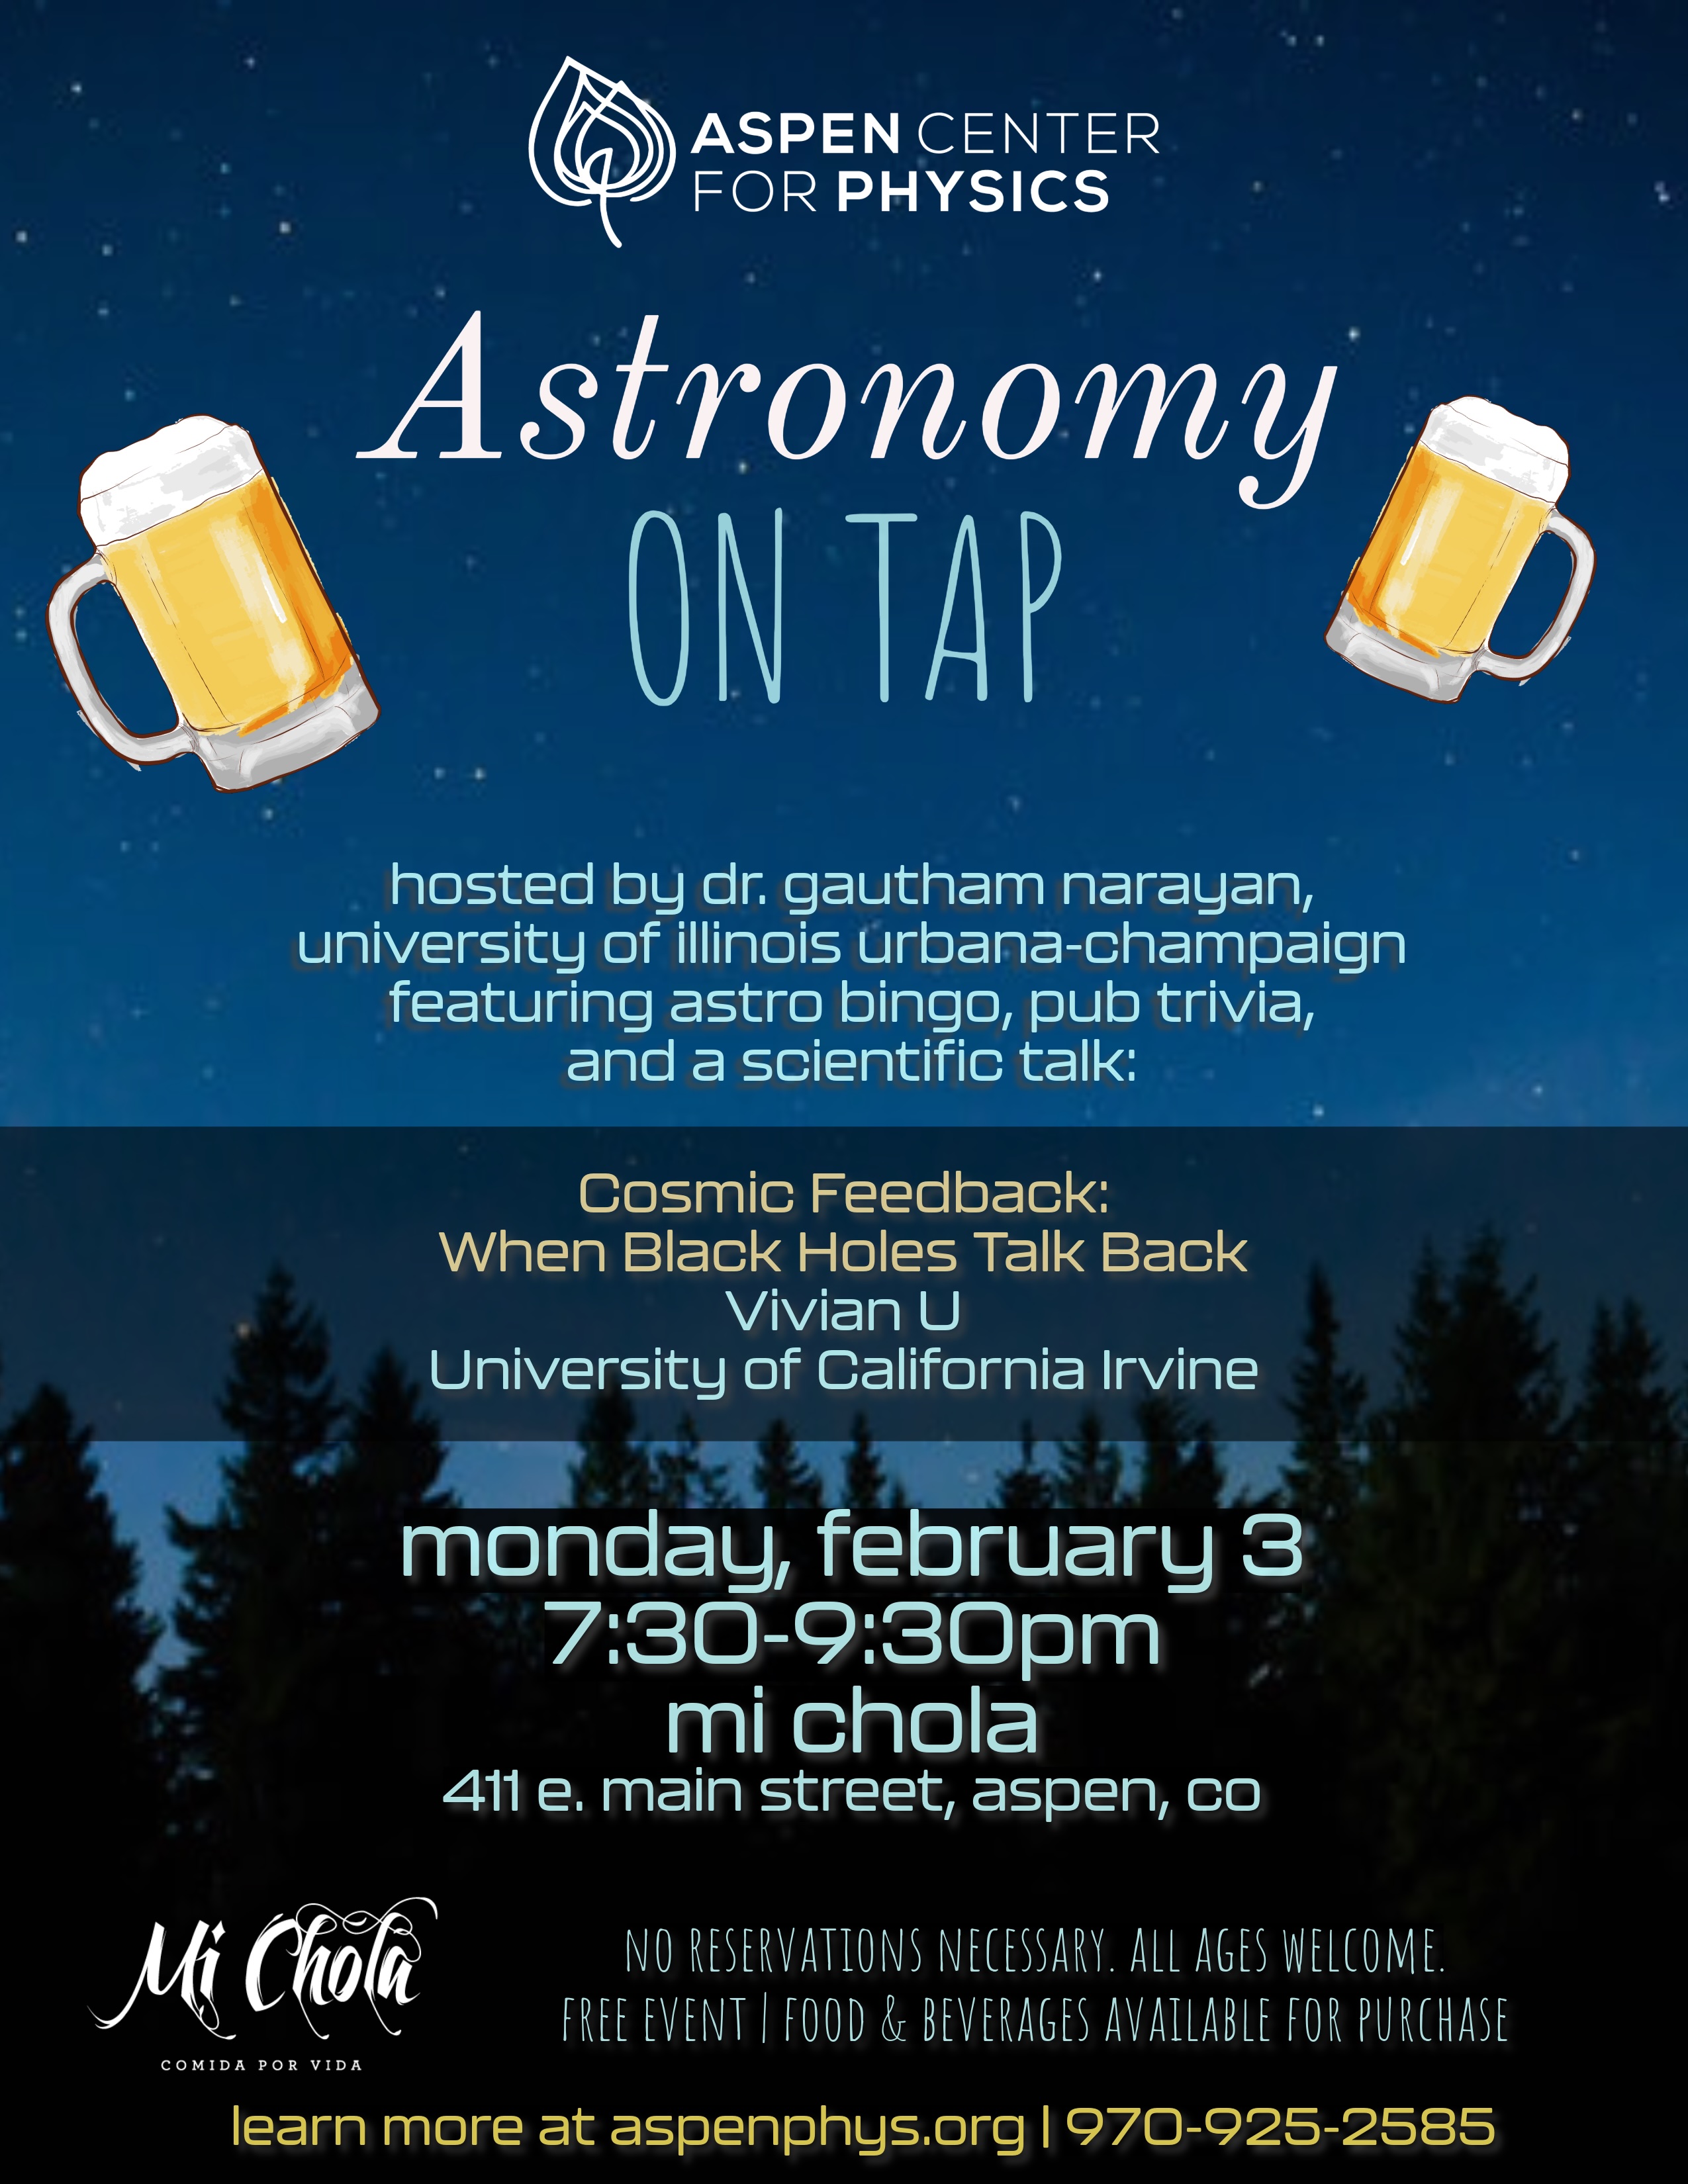 ASPEN CENTER
FOR PHYSICS
Astronomy
ON TAP
hosted by dr. gautham narayan,
university of illinois urbana-champaign
featuring astro bingo, pub trivia,
and a scientific talk:
Cosmic Feedback:
When Black Holes Talk Back
Vivian U
University of California Irvine
monday, february 3
7:30-9:30pm
mi chola
411 e. main street, aspen, co
Mi Chola
COMIDA POR VIDA
NO RESERVATIONS NECESSARY. ALL AGES WELCOME.
FREE EVENT | FOOD & BEVERAGES AVAILABLE FOR PURCHASE
learn more at aspenphys.org | 970-925-2585